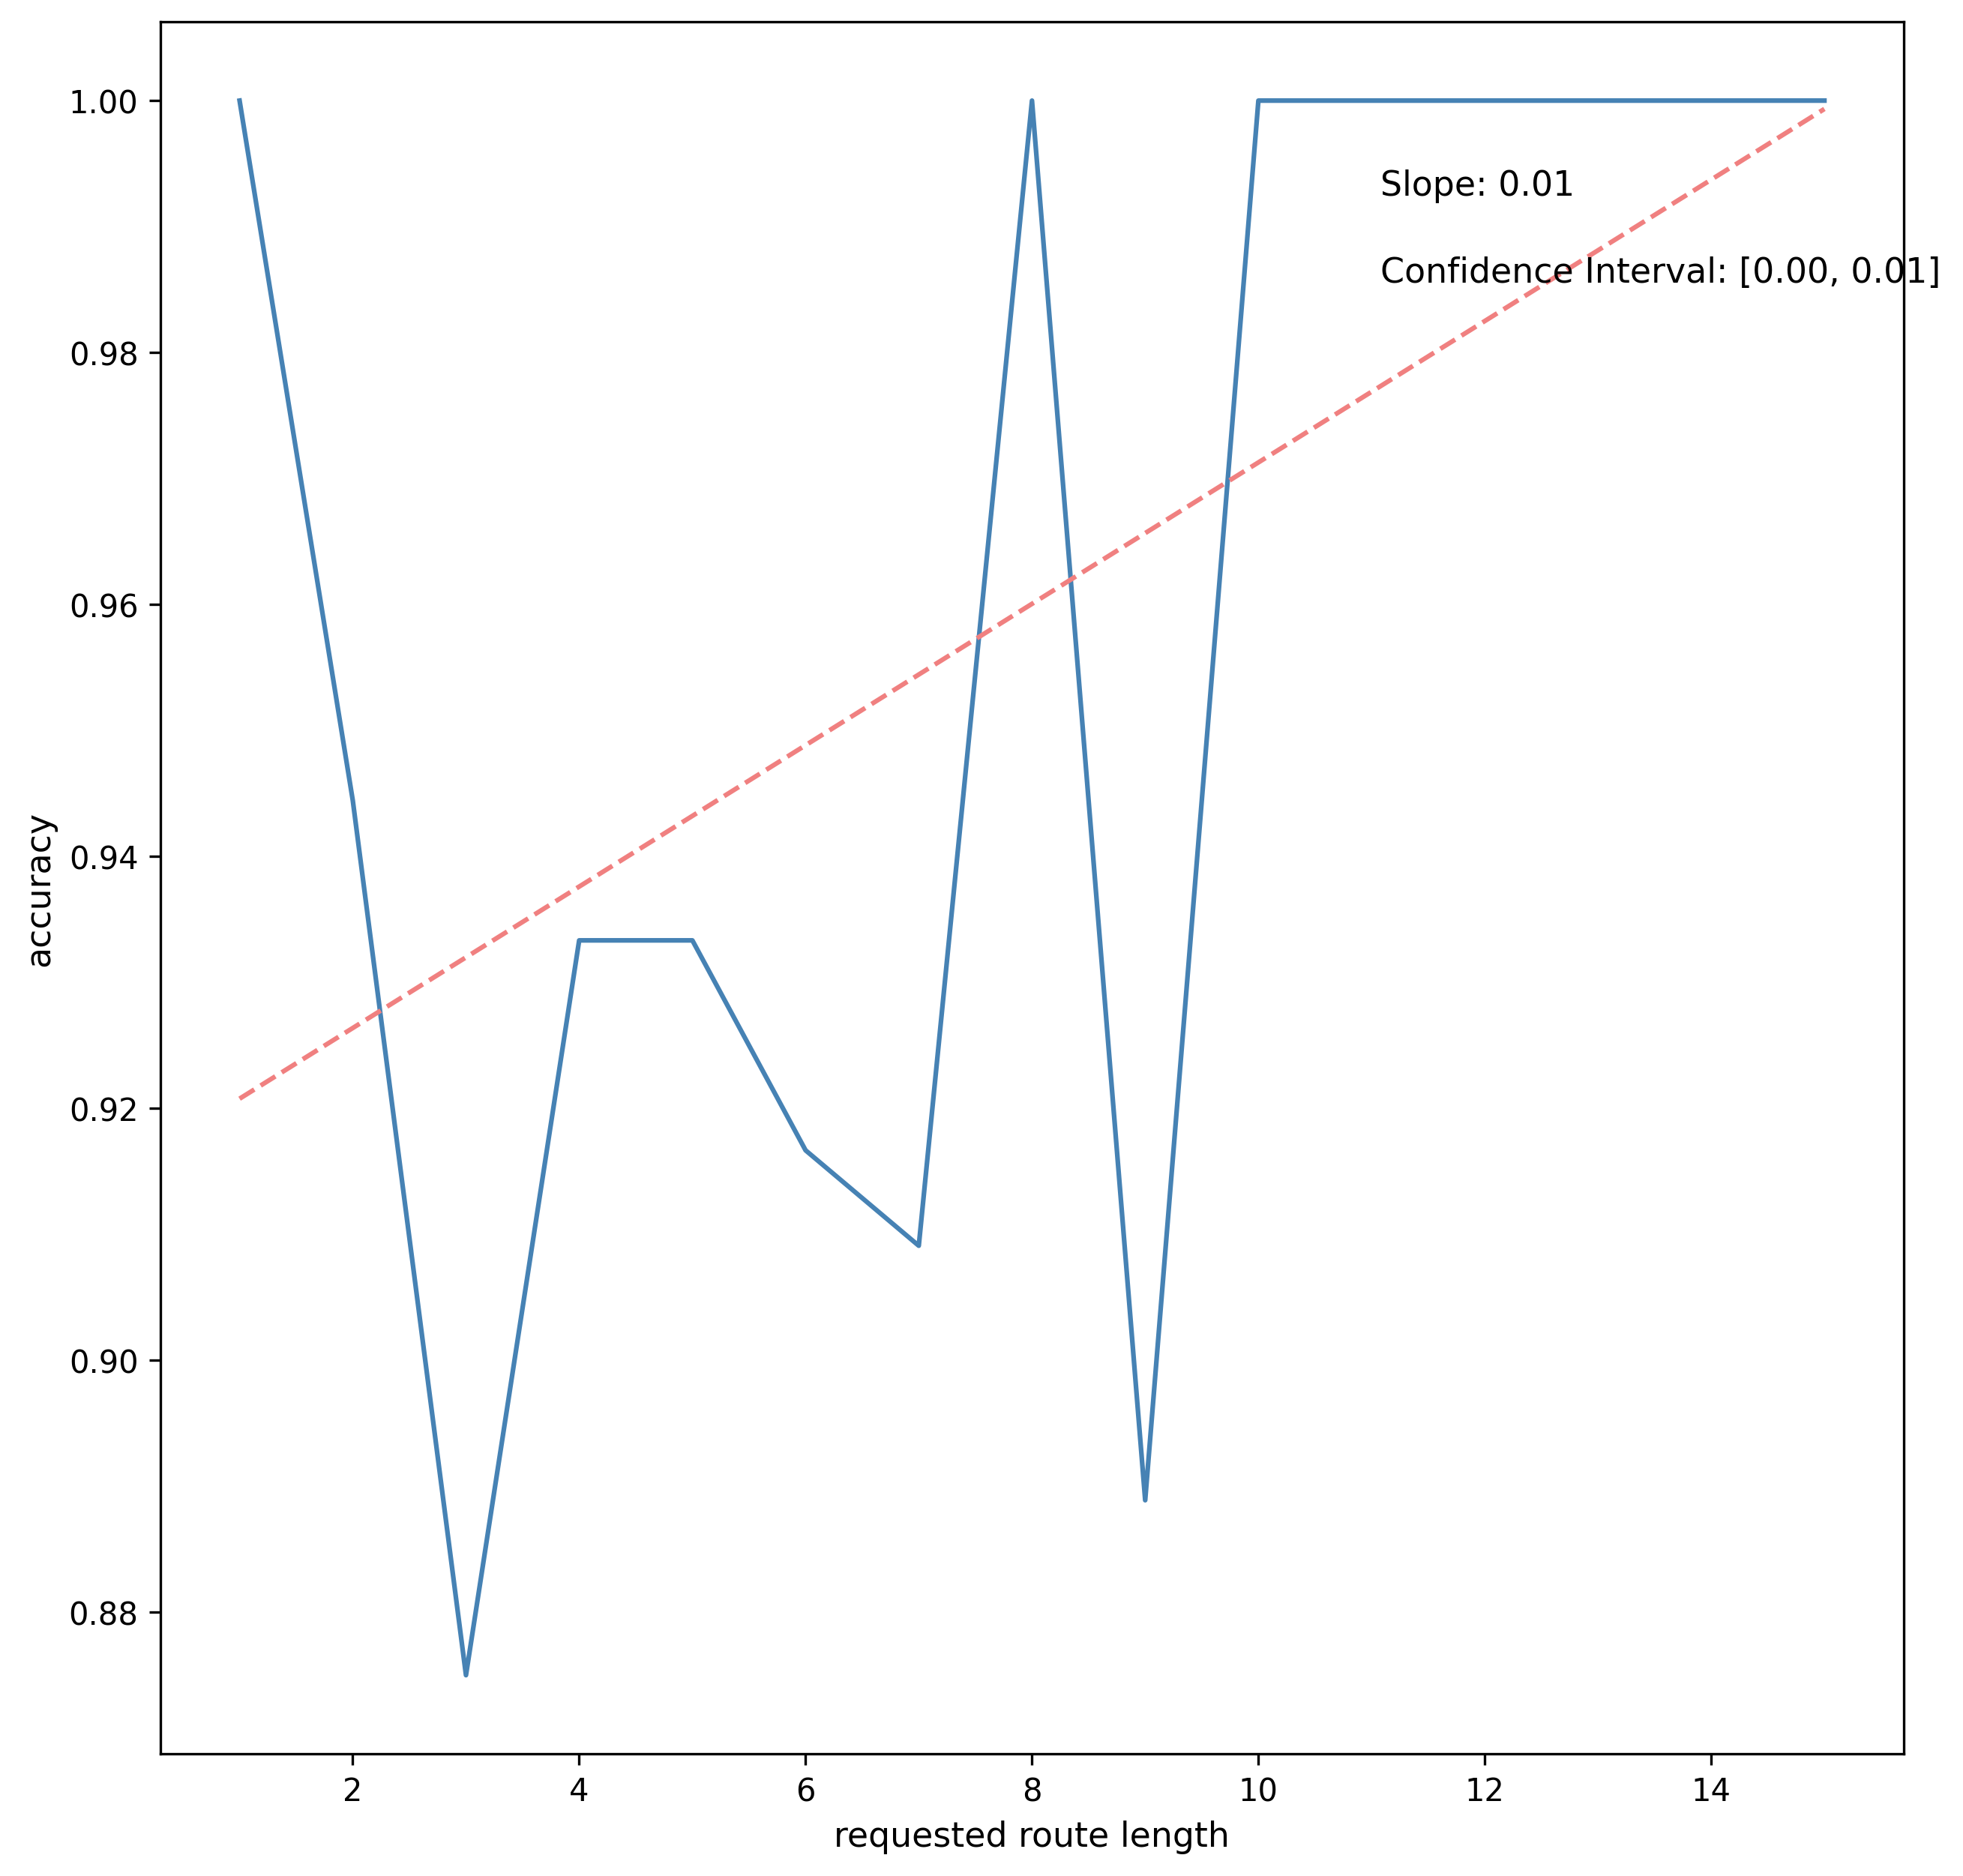 1.00
0.98
0.96
0.94
0.92
0.90
0.88
accuracy
Slope: 0.01
Confidence Interval: [0.00, 0.01]
2 4 6 8 10 12 14
requested route length